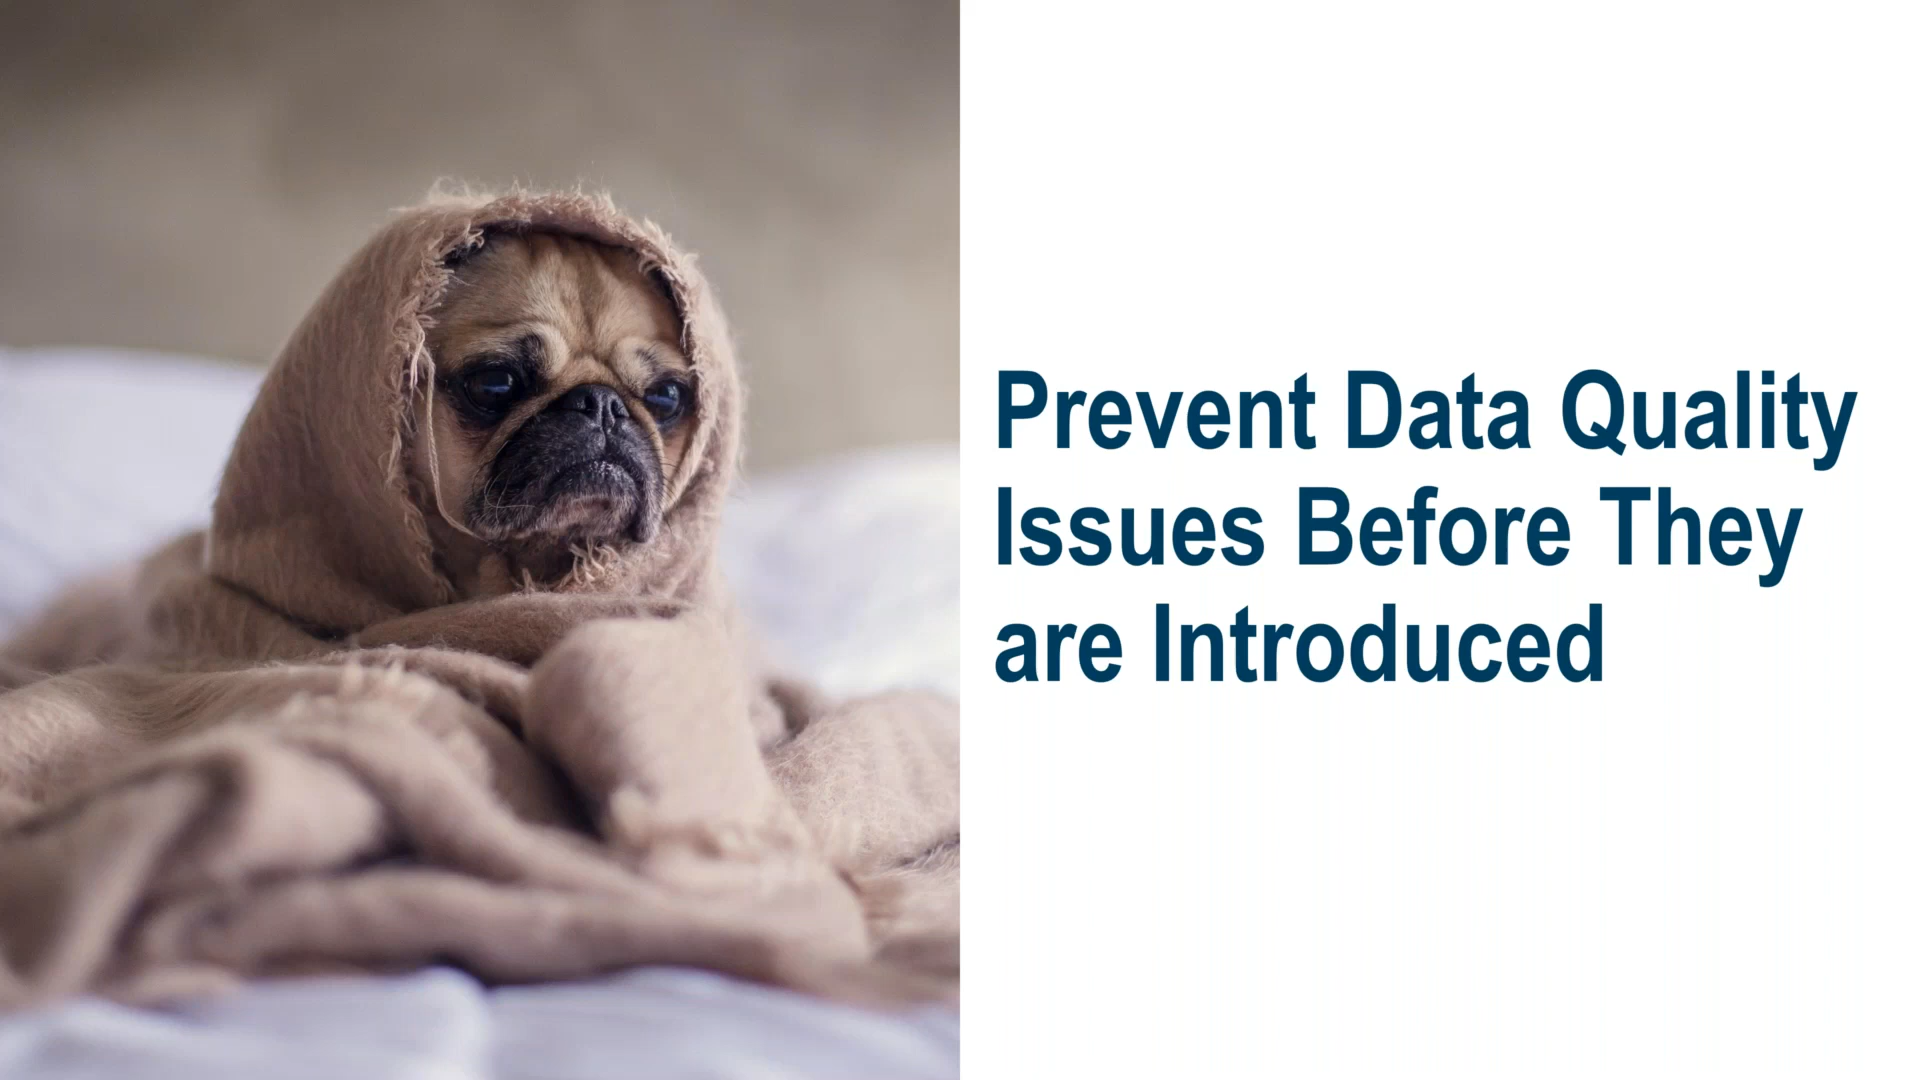 Prevent Data Quality
Issues Before They
are Introduced